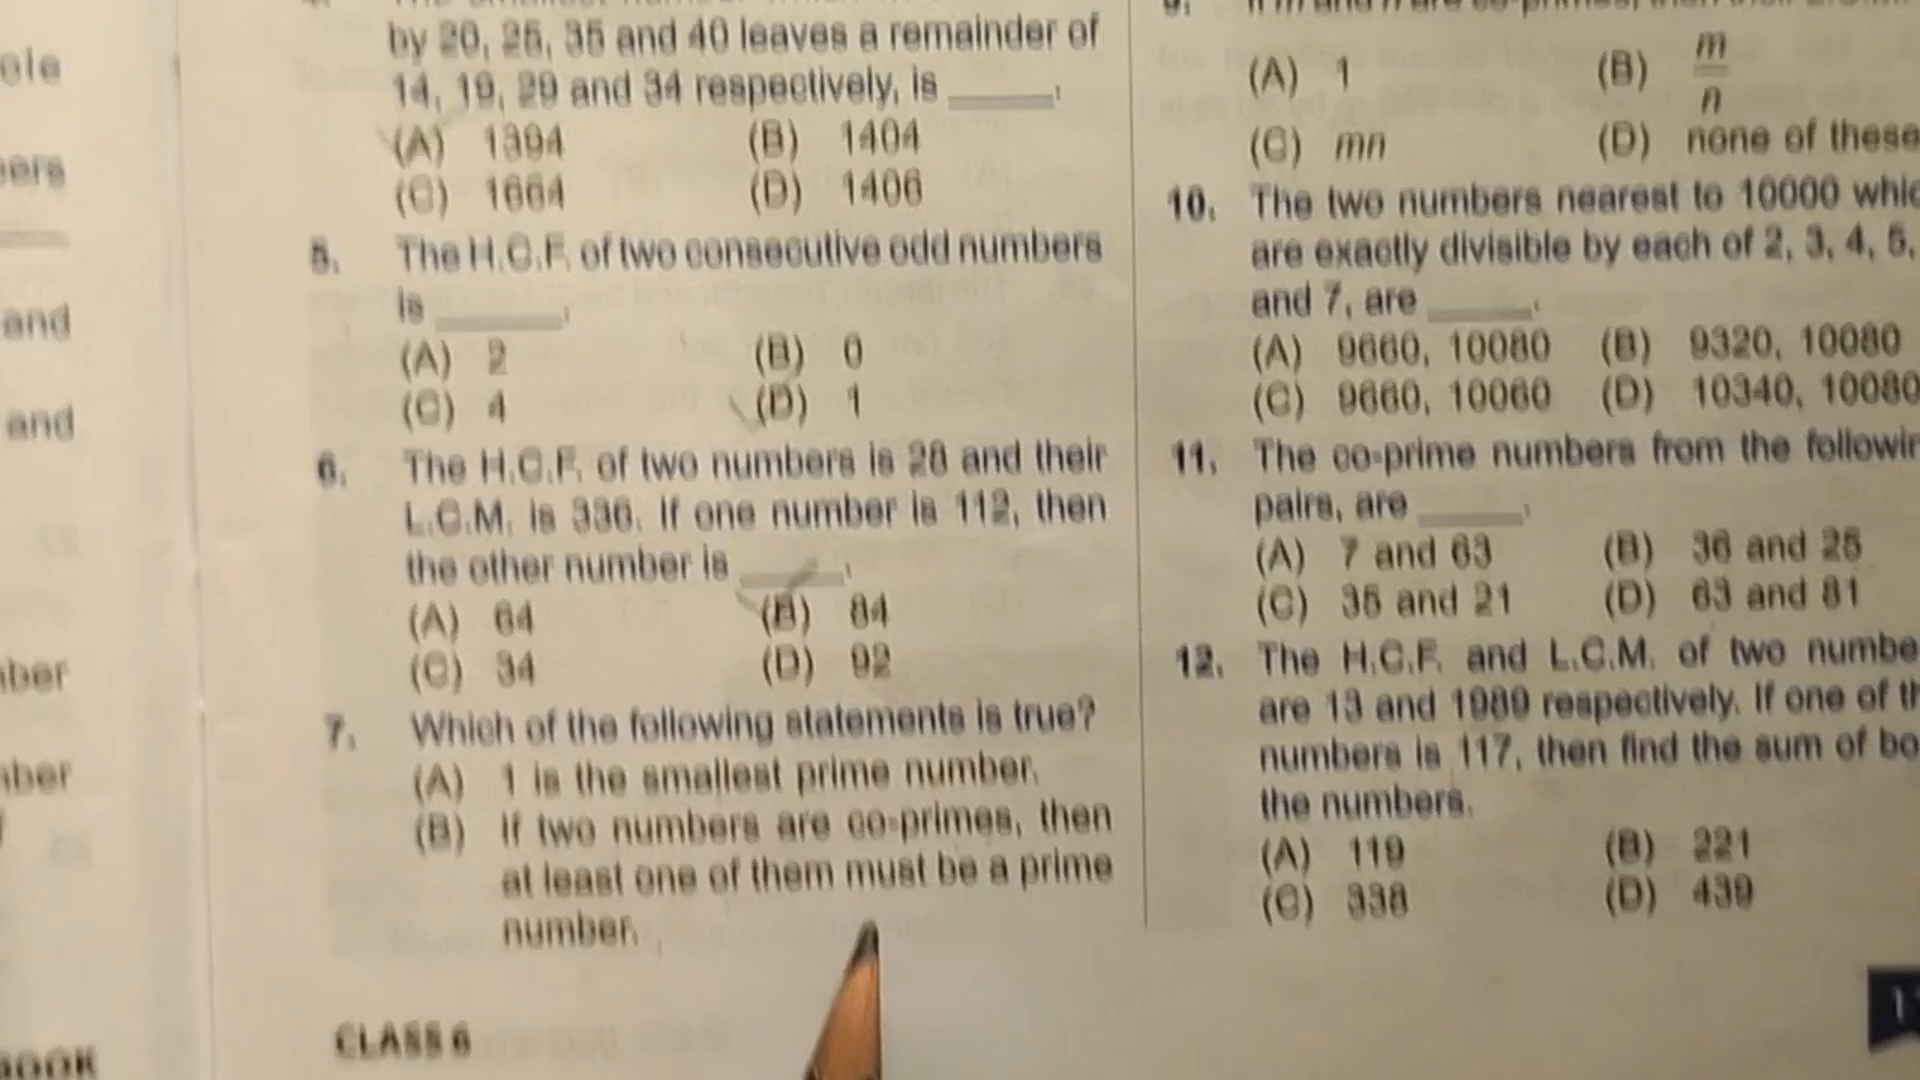 ole
ers
and
and
ber
ber
BOOK
by 20, 25, 35 and 40 leaves a remainder of
14, 19, 29 and 34 respectively, is ______.
(A) 1394 (B) 1404
(C) 1664 (D) 1406
5. The H.C.F. of two consecutive odd numbers
is ______.
(A) 2 (B) 0
(C) 4 (D) 1
6. The H.C.F. of two numbers is 28 and their
L.C.M. is 336. If one number is 112, then
the other number is ______.
(A) 64 (B) 84
(C) 34 (D) 92
7. Which of the following statements is true?
(A) 1 is the smallest prime number.
(B) If two numbers are co-primes, then
at least one of them must be a prime
number.
CLASS 6
(A) 1 (B) m/n
(C) mn (D) none of these
10. The two numbers nearest to 10000 whic
are exactly divisible by each of 2, 3, 4, 5,
and 7, are ______.
(A) 9660, 10080 (B) 9320, 10080
(C) 9660, 10060 (D) 10340, 10080
11. The co-prime numbers from the followin
pairs, are ______.
(A) 7 and 63 (B) 36 and 25
(C) 35 and 21 (D) 63 and 81
12. The H.C.F. and L.C.M. of two numbe
are 13 and 1989 respectively. If one of th
numbers is 117, then find the sum of bo
the numbers.
(A) 119 (B) 221
(C) 338 (D) 439